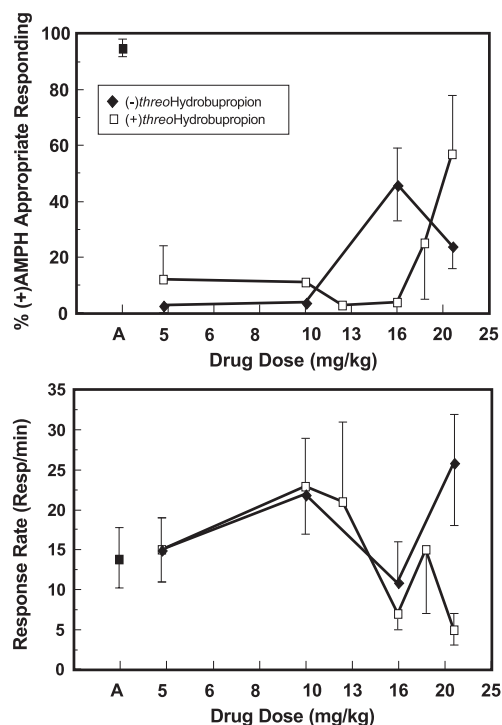 100
80
60
40
20
0
% (+)AMPH Appropriate Responding
(-)threoHydrobupropion
(+)threoHydrobupropion
A 5 6 8 10 13 16 20 25
Drug Dose (mg/kg)
35
30
25
20
15
10
5
0
Response Rate (Resp/min)
A 5 6 8 10 13 16 20 25
Drug Dose (mg/kg)